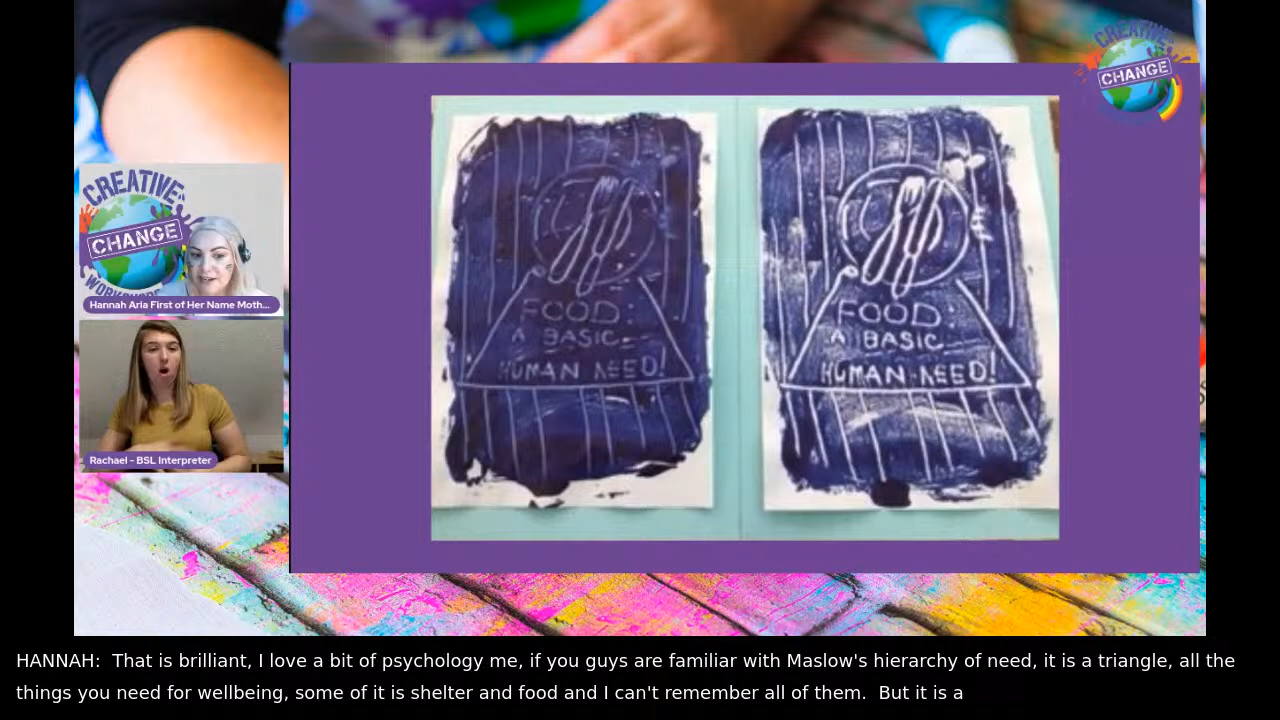 CREATIVE:
CHANGE
CREATIVE:
CHANGE
Hannah Aria First of Her Name Moth...
Rachael - BSL Interpreter
FOOD:
A BASIC
HUMAN NEED!
FOOD:
A BASIC
HUMAN NEED!
HANNAH:  That is brilliant, I love a bit of psychology me, if you guys are familiar with Maslow's hierarchy of need, it is a triangle, all the
things you need for wellbeing, some of it is shelter and food and I can't remember all of them.  But it is a